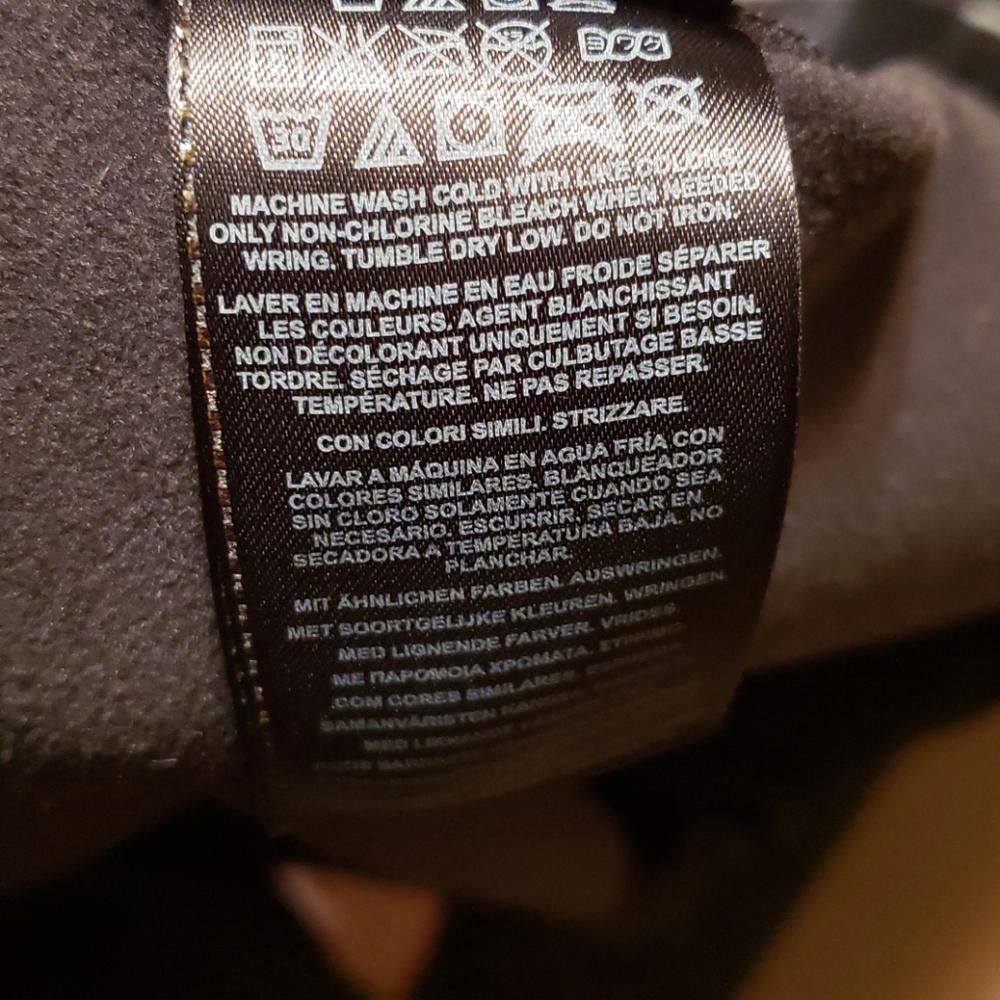 30
MACHINE WASH COLD WITH LIKE COLORS.
ONLY NON-CHLORINE BLEACH WHEN NEEDED
WRING. TUMBLE DRY LOW. DO NOT IRON.
LAVER EN MACHINE EN EAU FROIDE SÉPARER
LES COULEURS. AGENT BLANCHISSANT
NON DÉCOLORANT UNIQUEMENT SI BESOIN.
TORDRE. SÉCHAGE PAR CULBUTAGE BASSE
TEMPÉRATURE. NE PAS REPASSER.
CON COLORI SIMILI. STRIZZARE.
LAVAR A MÁQUINA EN AGUA FRÍA CON
COLORES SIMILARES. BLANQUEADOR
SIN CLORO SOLAMENTE CUANDO SEA
NECESARIO. ESCURRIR. SECAR EN
SECADORA A TEMPERATURA BAJA. NO
PLANCHAR.
MIT ÄHNLICHEN FARBEN. AUSWRINGEN.
MET SOORTGELIJKE KLEUREN. WRINGEN.
MED LIGNENDE FARVER. VRIDES.
ΜΕ ΠΑΡΟΜΟΙΑ ΧΡΩΜΑΤΑ.
COM CORES SIMILARES.
SAMANVÄRISTEN
MED LIKNANDE